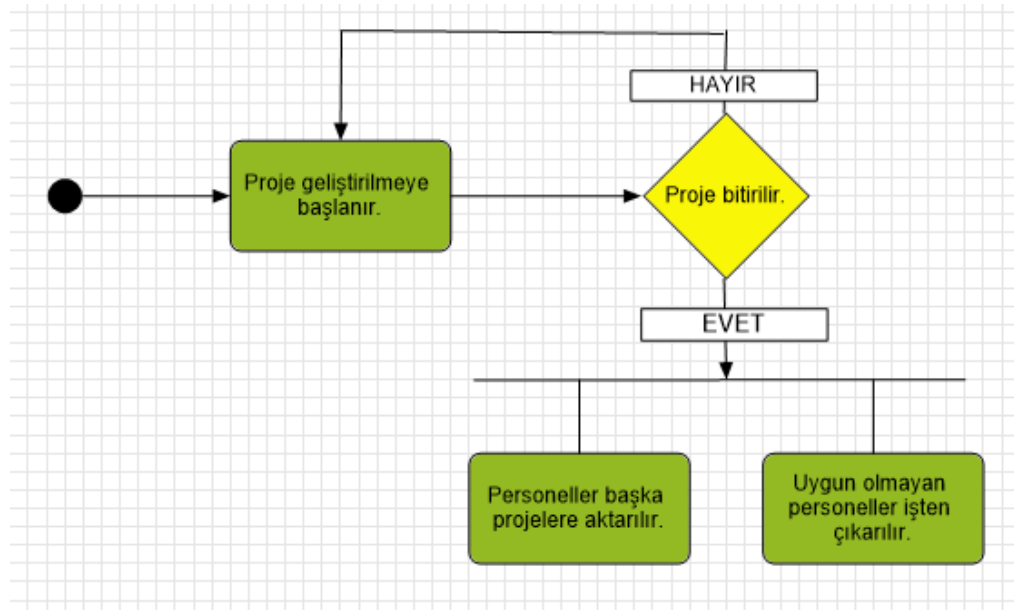 HAYIR
Proje geliştirilmeye
başlanır.
Proje bitirilir.
EVET
Personeller başka
projelere aktarılır.
Uygun olmayan
personeller işten
çıkarılır.